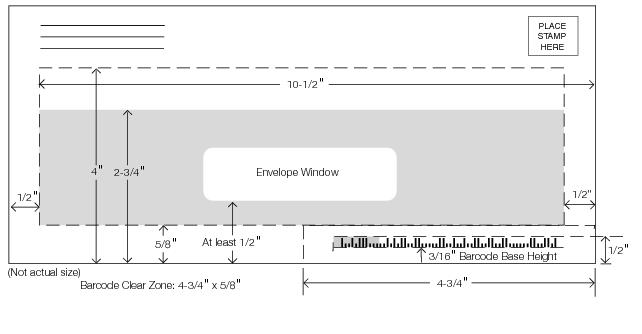 PLACE
STAMP
HERE
10-1/2"
4"
2-3/4"
Envelope Window
1/2"
1/2"
5/8"
At least 1/2"
1/2"
3/16" Barcode Base Height
(Not actual size)
Barcode Clear Zone: 4-3/4" x 5/8"
4-3/4"